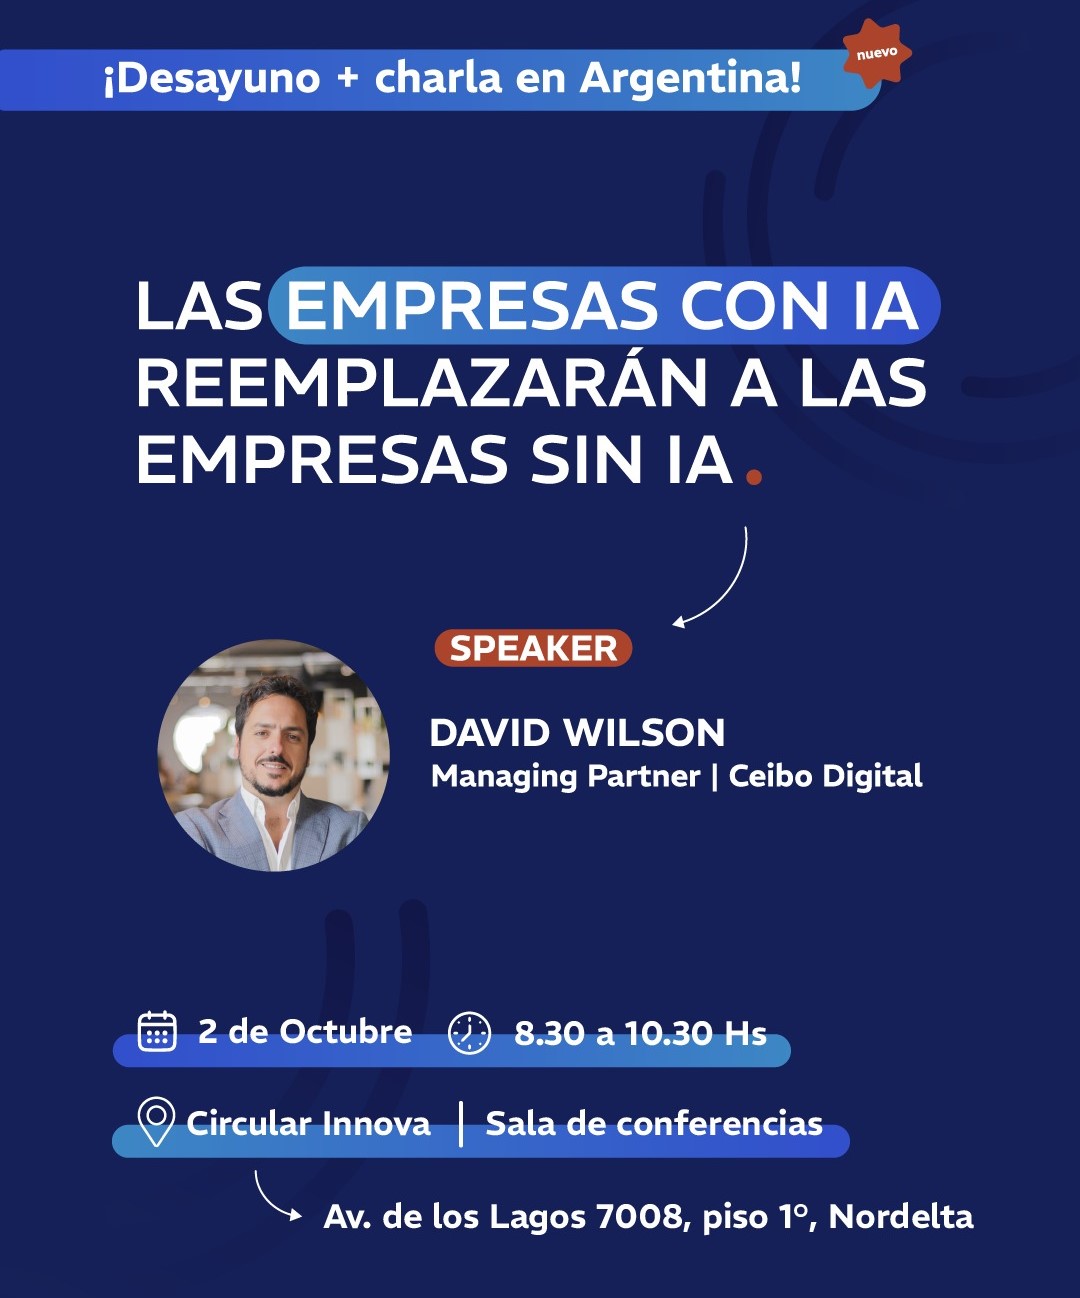 ¡Desayuno + charla en Argentina!
nuevo
LAS EMPRESAS CON IA
REEMPLAZARÁN A LAS
EMPRESAS SIN IA.
SPEAKER
DAVID WILSON
Managing Partner | Ceibo Digital
2 de Octubre
8.30 a 10.30 Hs
Circular Innova | Sala de conferencias
Av. de los Lagos 7008, piso 1º, Nordelta